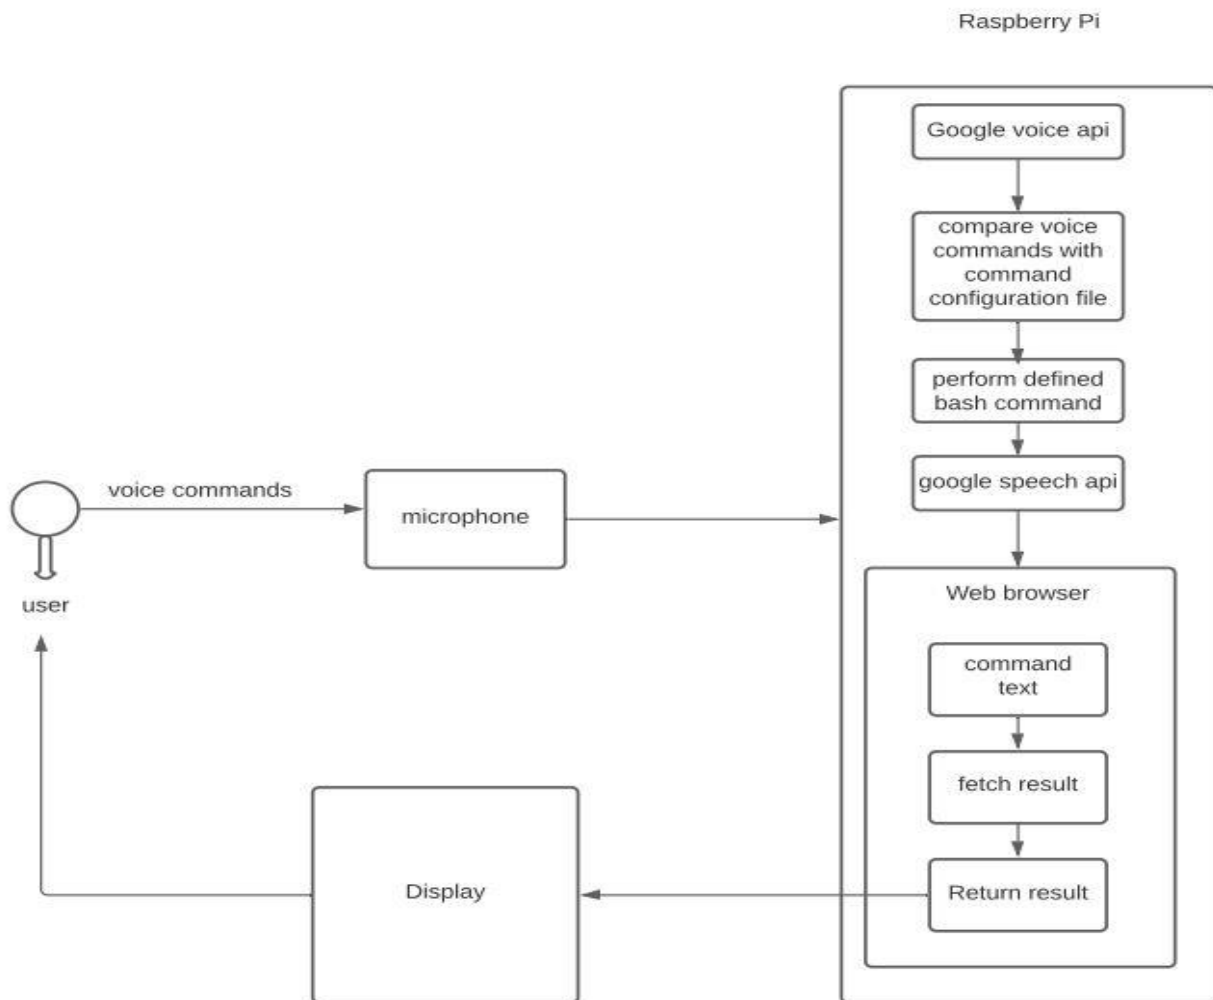 Raspberry Pi
Google voice api
compare voice
commands with
command
configuration file
perform defined
bash command
google speech api
voice commands
microphone
user
Web browser
command
text
fetch result
Return result
Display